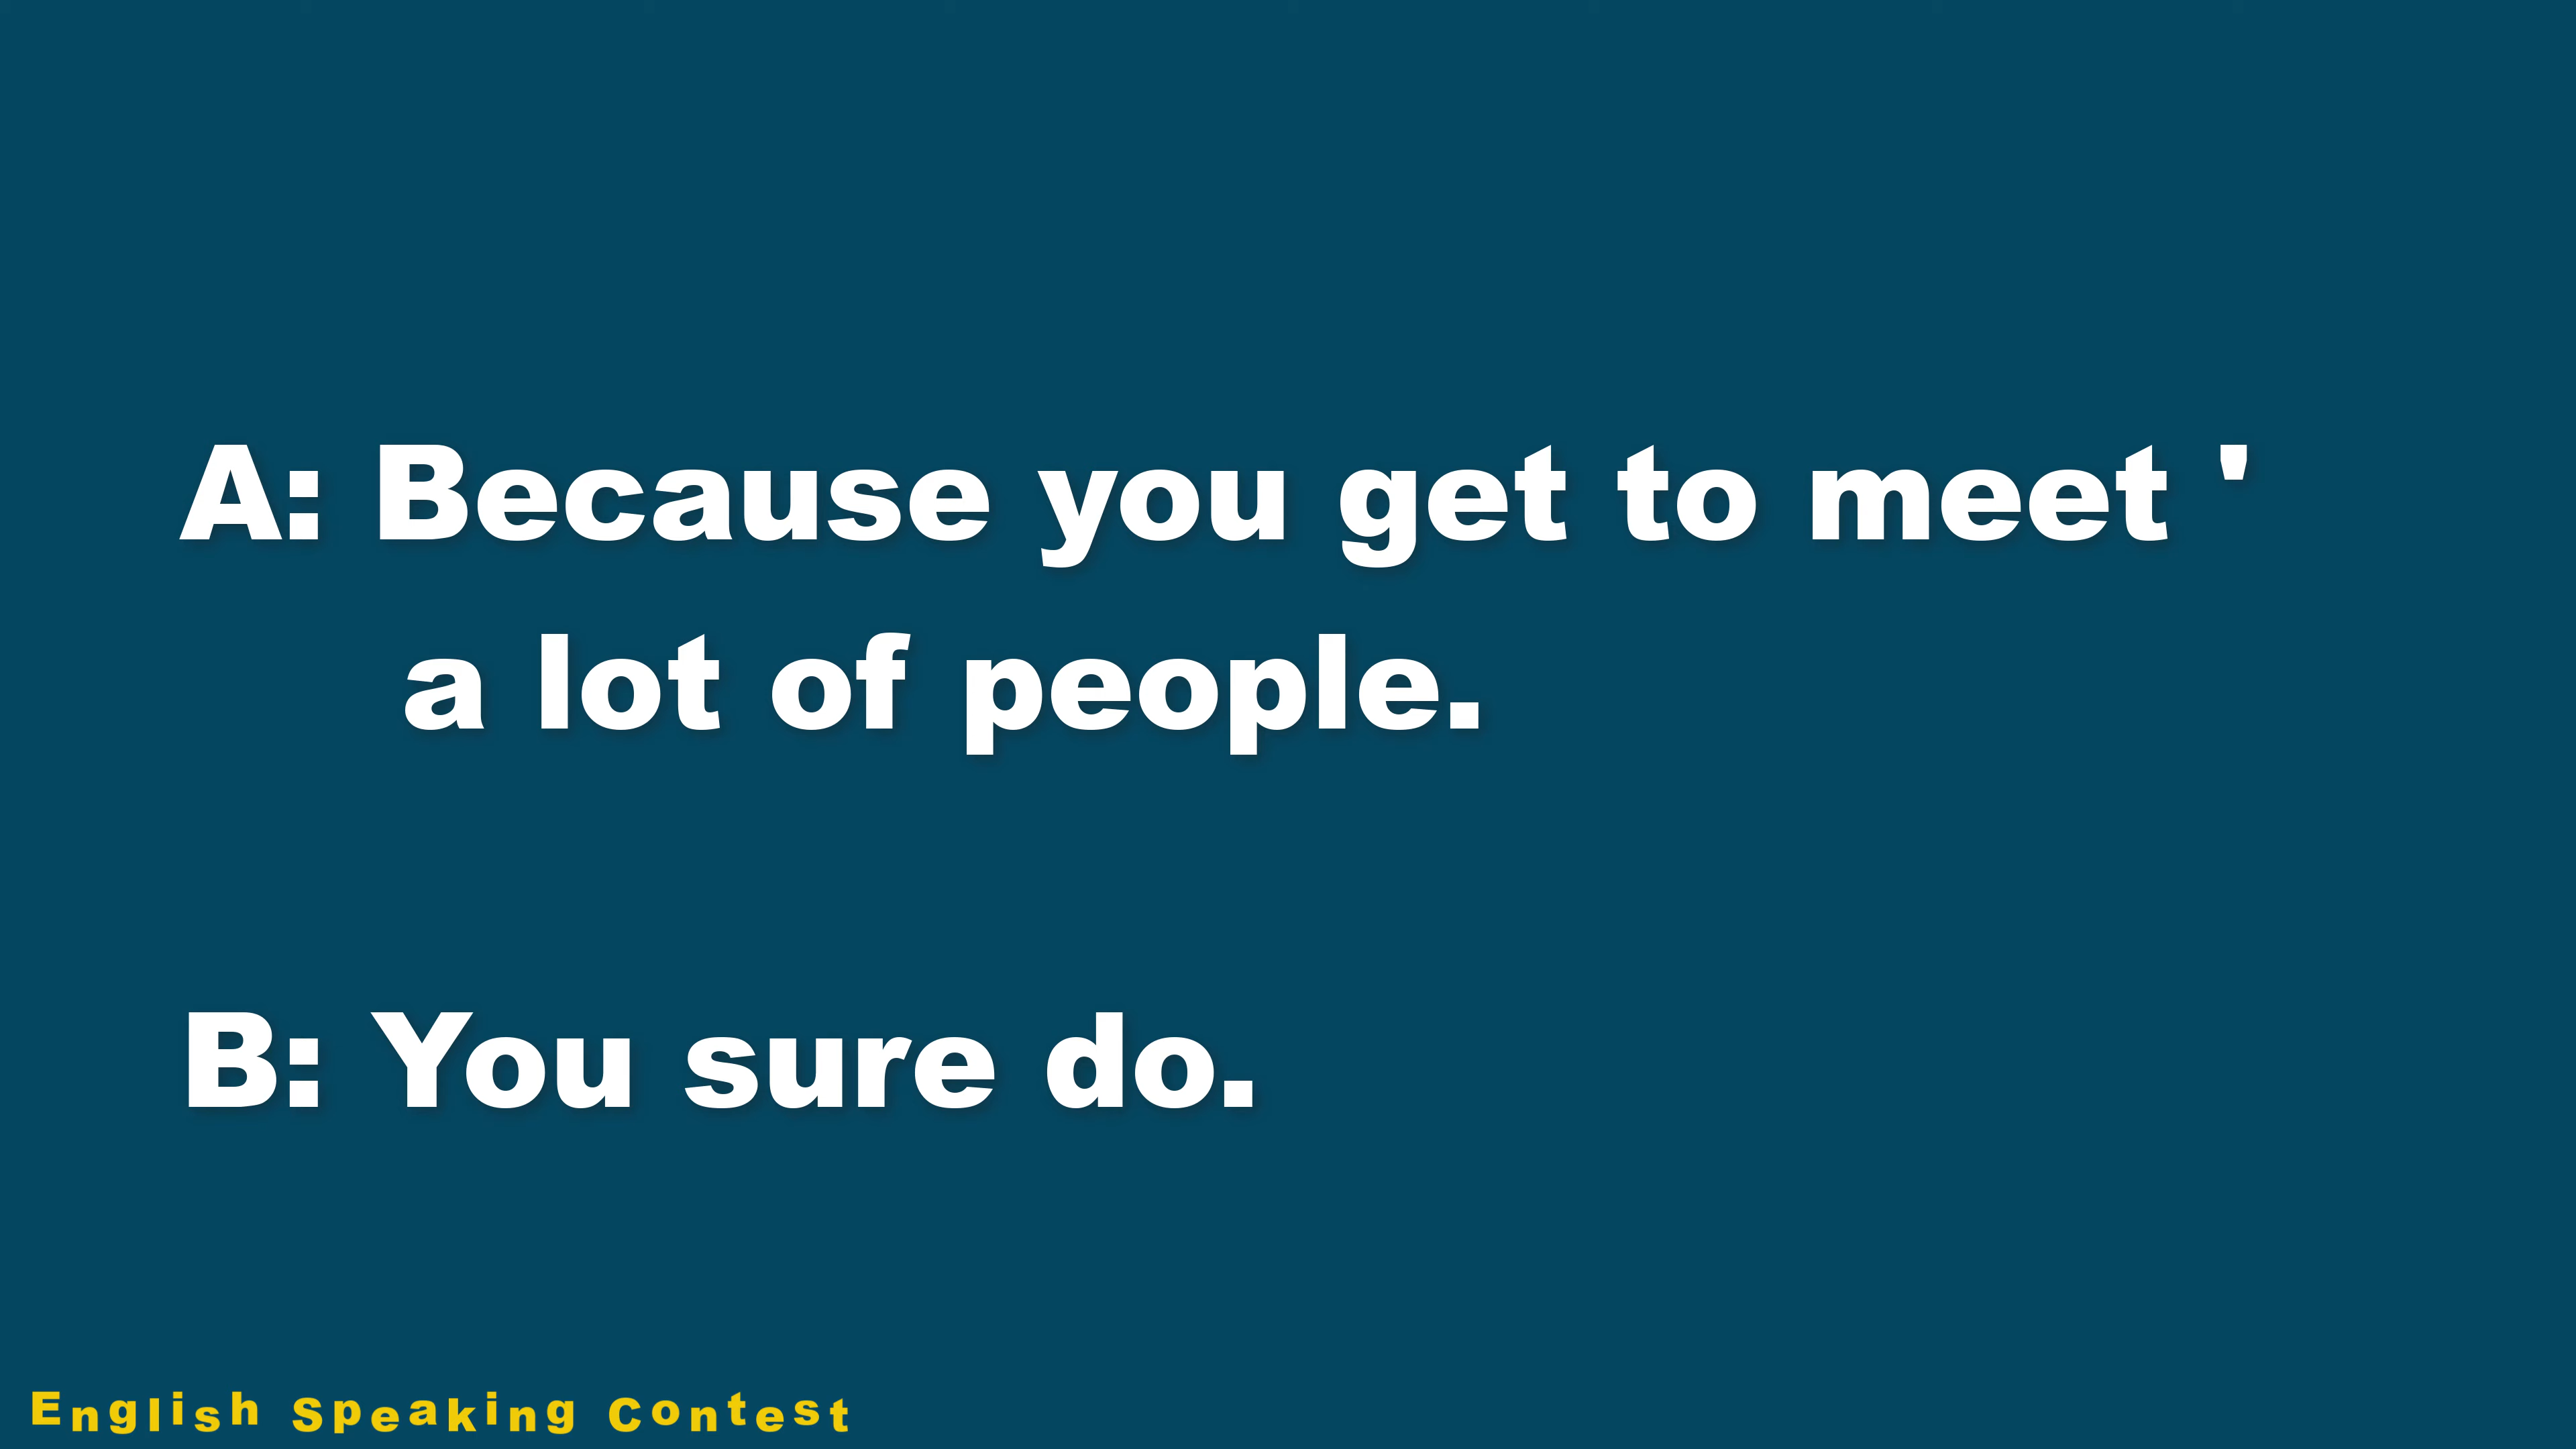 A: Because you get to meet '
a lot of people.
B: You sure do.
English Speaking Contest